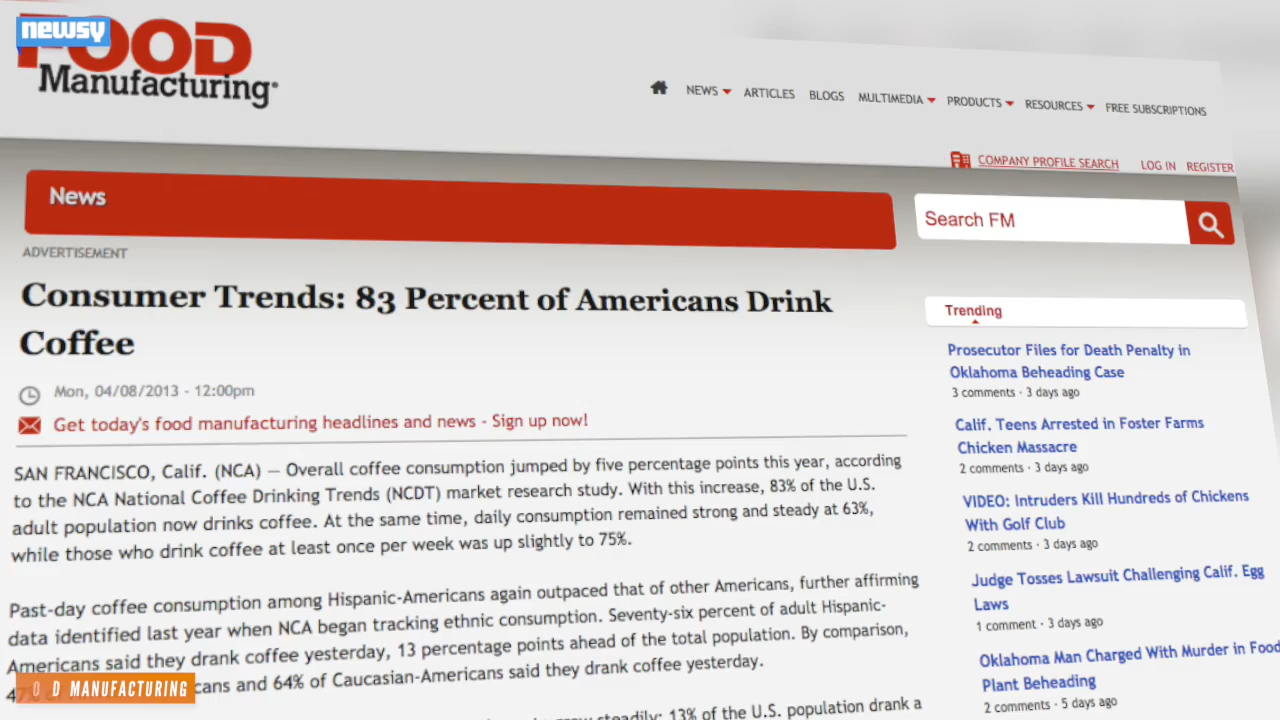 newsy
FOOD
Manufacturing
NEWS ARTICLES BLOGS MULTIMEDIA PRODUCTS RESOURCES FREE SUBSCRIPTIONS
COMPANY PROFILE SEARCH LOG IN REGISTER
News
Search FM
ADVERTISEMENT
Consumer Trends: 83 Percent of Americans Drink
Coffee
Mon, 04/08/2013 - 12:00pm
Get today's food manufacturing headlines and news - Sign up now!
SAN FRANCISCO, Calif. (NCA) — Overall coffee consumption jumped by five percentage points this year, according
to the NCA National Coffee Drinking Trends (NCDT) market research study. With this increase, 83% of the U.S.
adult population now drinks coffee. At the same time, daily consumption remained strong and steady at 63%,
while those who drink coffee at least once per week was up slightly to 75%.
Past-day coffee consumption among Hispanic-Americans again outpaced that of other Americans, further affirming
data identified last year when NCA began tracking ethnic consumption. Seventy-six percent of adult Hispanic-
Americans said they drank coffee yesterday, 13 percentage points ahead of the total population. By comparison,
cans and 64% of Caucasian-Americans said they drank coffee yesterday.
steadily: 13% of the U.S. population drank a
Trending
Prosecutor Files for Death Penalty in
Oklahoma Beheading Case
3 comments · 3 days ago
Calif. Teens Arrested in Foster Farms
Chicken Massacre
2 comments · 3 days ago
VIDEO: Intruders Kill Hundreds of Chickens
With Golf Club
2 comments · 3 days ago
Judge Tosses Lawsuit Challenging Calif. Egg
Laws
1 comment · 3 days ago
Oklahoma Man Charged With Murder in Food
Plant Beheading
2 comments · 5 days ago
O D MANUFACTURING